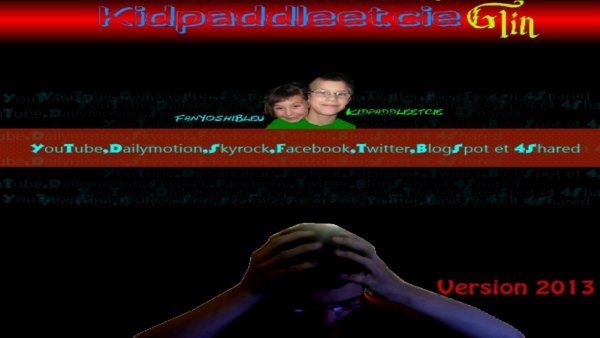 Kidpaddleetcie Glin
FanYoshiBleu Kidpaddleetcie
YouTube,Dailymotion,Skyrock,Facebook,Twitter,BlogSpot et 4Shared
Version 2013